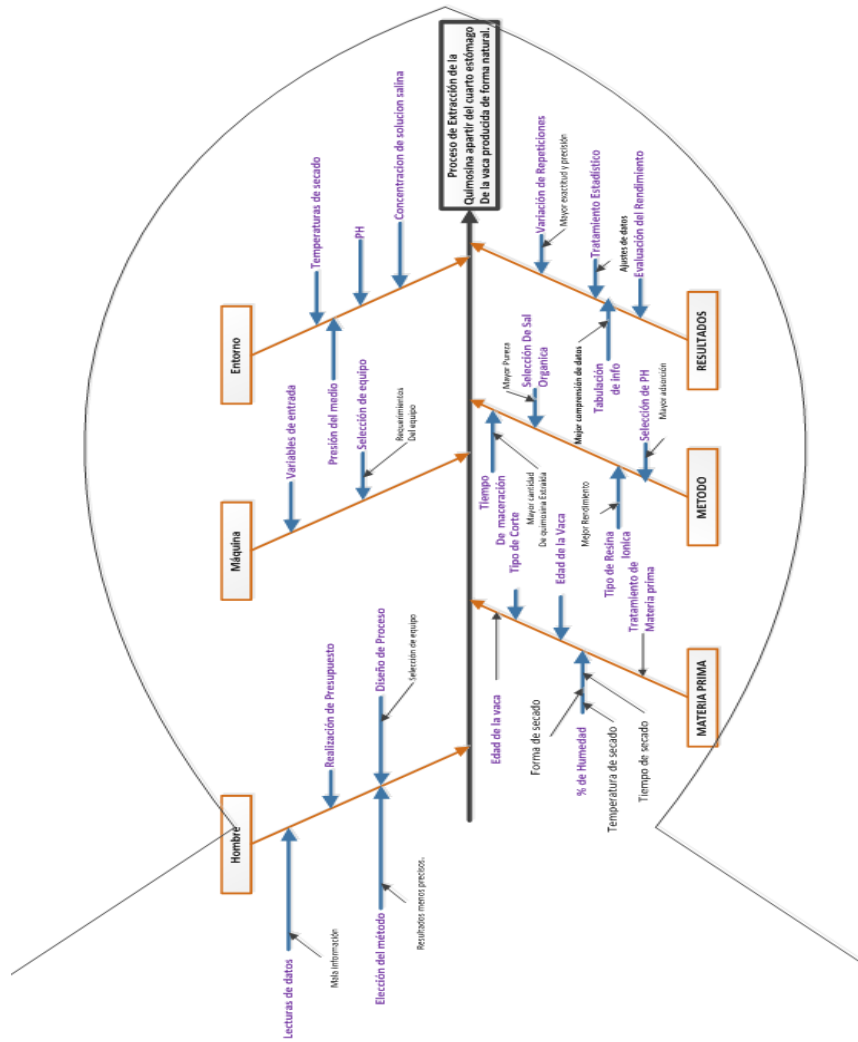 Hombre
Lecturas de datos
Mala información
Realización de Presupuesto
Elección del método
Resultados menos precisos.
Diseño de Proceso
Selección de equipo
Máquina
Variables de entrada
Selección de equipo
Requerimientos
Del equipo
Entorno
Temperaturas de secado
Presión del medio
PH
Concentracion de solucion salina
Proceso de Extracción de la
Quimosina apartir del cuarto estómago
De la vaca producida de forma natural.
MATERIA PRIMA
Edad de la vaca
Tipo de Corte
Edad de la Vaca
Forma de secado
% de Humedad
Temperatura de secado
Tiempo de secado
Tratamiento de
Materia prima
METODO
Tiempo
De maceración
Mayor cantidad
De quimosina Extraída
Mayor Pureza
Selección De Sal
Organica
Mejor Rendimiento
Tipo de Resina
Ionica
Selección de PH
Mayor adsorción
RESULTADOS
Variación de Repeticiones
Mayor exactitud y precisión
Tratamiento Estadístico
Ajustes de datos
Mejor comprensión de datos
Tabulación
de info
Evaluación del Rendimiento